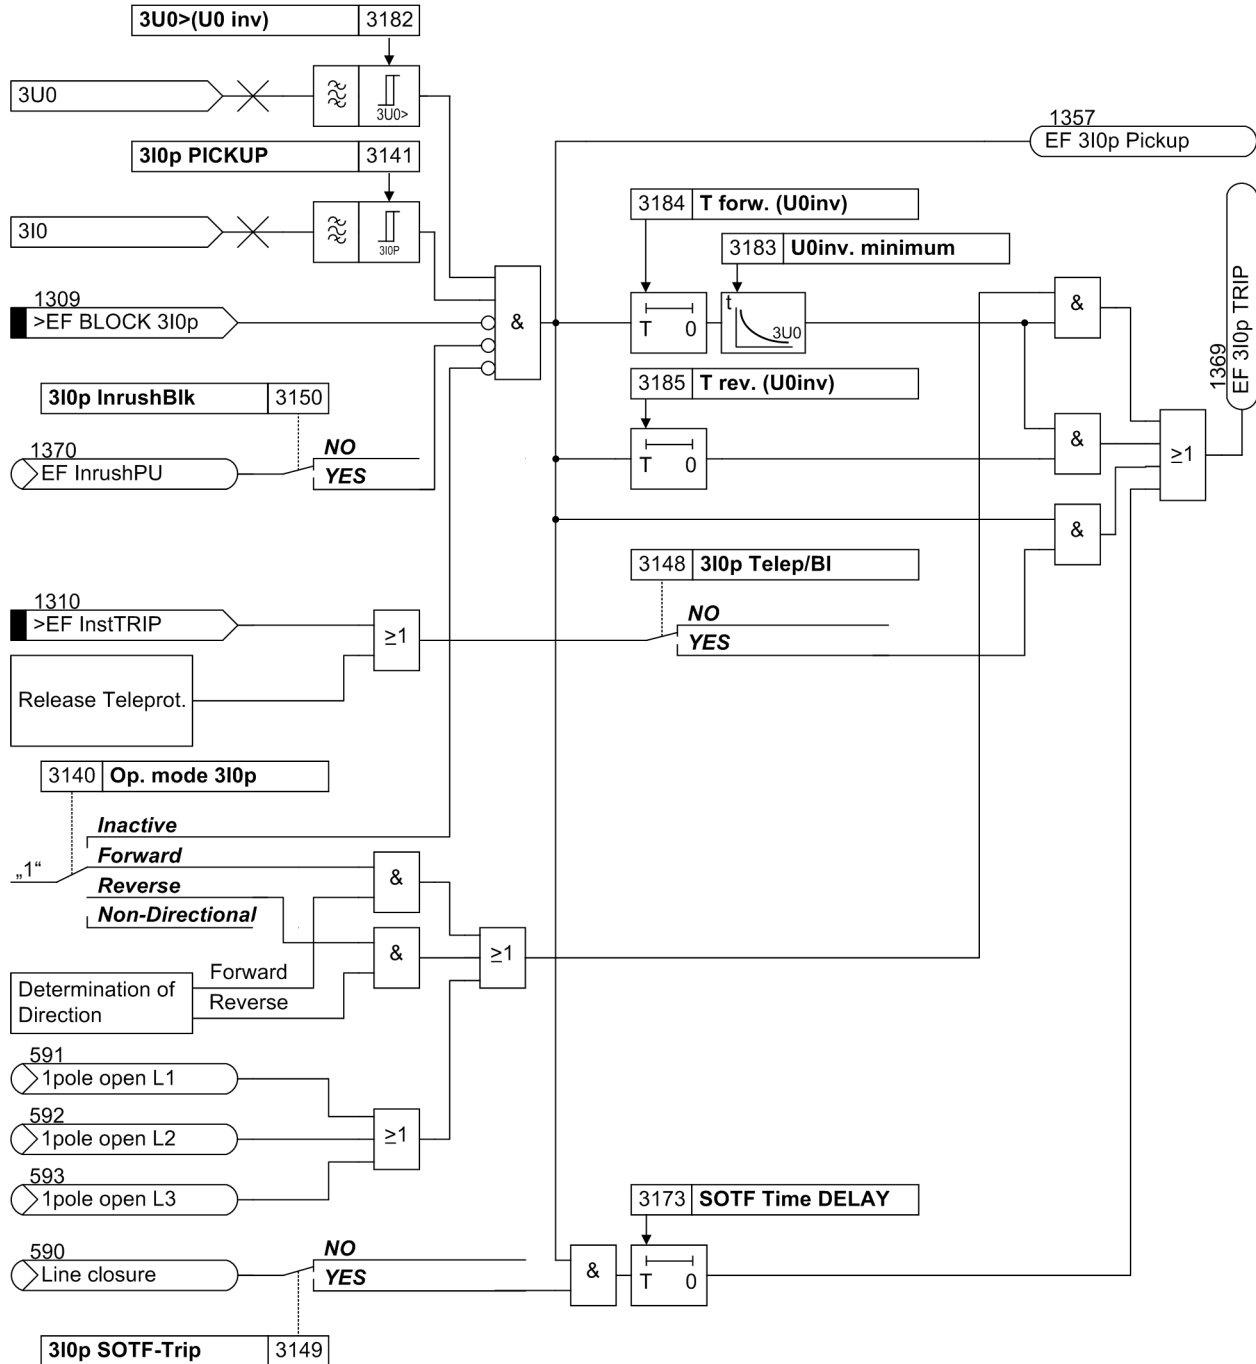 3U0>(U0 inv) 3182
3U0
3U0>
3I0p PICKUP 3141
3I0
3I0P
1309
>EF BLOCK 3I0p
&
3I0p InrushBlk 3150
1370
EF InrushPU
NO
YES
1357
EF 3I0p Pickup
3184 T forw. (U0inv)
3183 U0inv. minimum
T 0
t
3U0
3185 T rev. (U0inv)
T 0
&
&
&
≥1
1369
EF 3I0p TRIP
1310
>EF InstTRIP
≥1
Release Teleprot.
3148 3I0p Telep/BI
NO
YES
3140 Op. mode 3I0p
„1“
Inactive
Forward
Reverse
Non-Directional
&
&
≥1
Determination of
Direction
Forward
Reverse
591
1pole open L1
592
1pole open L2
593
1pole open L3
≥1
590
Line closure
NO
YES
3I0p SOTF-Trip 3149
&
3173 SOTF Time DELAY
T 0